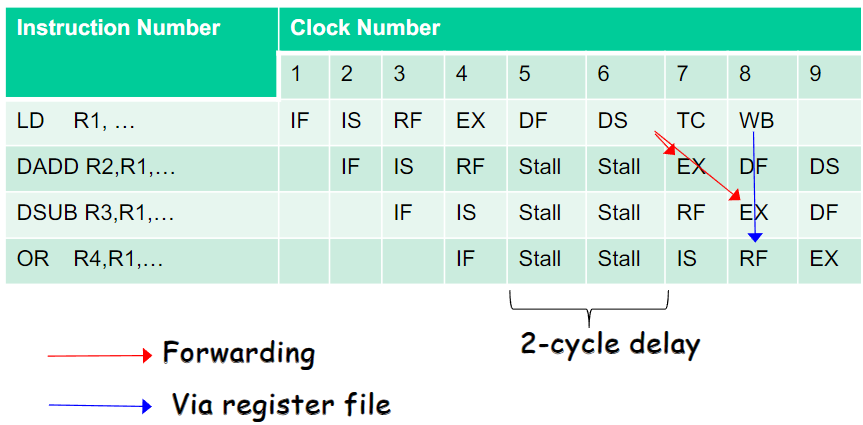 Instruction Number Clock Number
1 2 3 4 5 6 7 8 9
LD R1, … IF IS RF EX DF DS TC WB
DADD R2,R1,… IF IS RF Stall Stall EX DF DS
DSUB R3,R1,… IF IS Stall Stall RF EX DF
OR R4,R1,… IF Stall Stall IS RF EX
2-cycle delay
Forwarding
Via register file